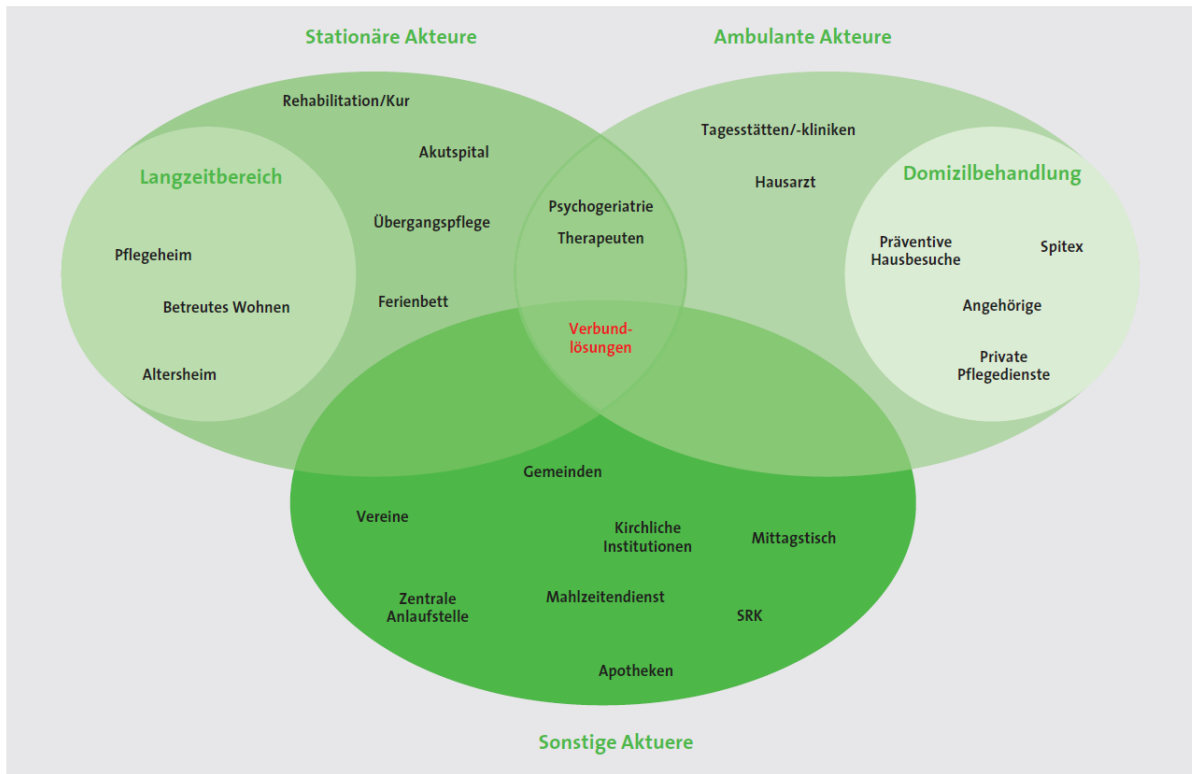 Stationäre Akteure
Ambulante Akteure
Rehabilitation/Kur
Akutspital
Langzeitbereich
Übergangspflege
Pflegeheim
Betreutes Wohnen
Ferienbett
Altersheim
Psychogeriatrie
Therapeuten
Verbund-
lösungen
Tagesstätten/-kliniken
Hausarzt
Domizilbehandlung
Präventive
Hausbesuche
Spitex
Angehörige
Private
Pflegedienste
Gemeinden
Vereine
Kirchliche
Institutionen
Mittagstisch
Zentrale
Anlaufstelle
Mahlzeitendienst
SRK
Apotheken
Sonstige Aktuere